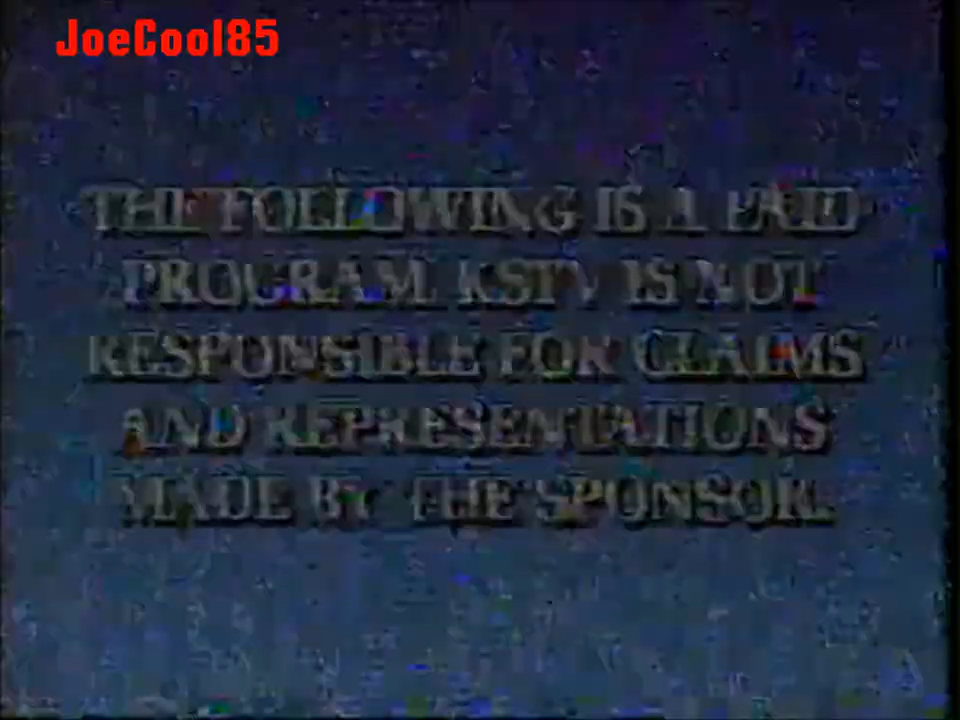 JoeCool85
THE FOLLOWING IS A PAID
PROGRAM. KSTV IS NOT
RESPONSIBLE FOR CLAIMS
AND REPRESENTATIONS
MADE BY THE SPONSOR.